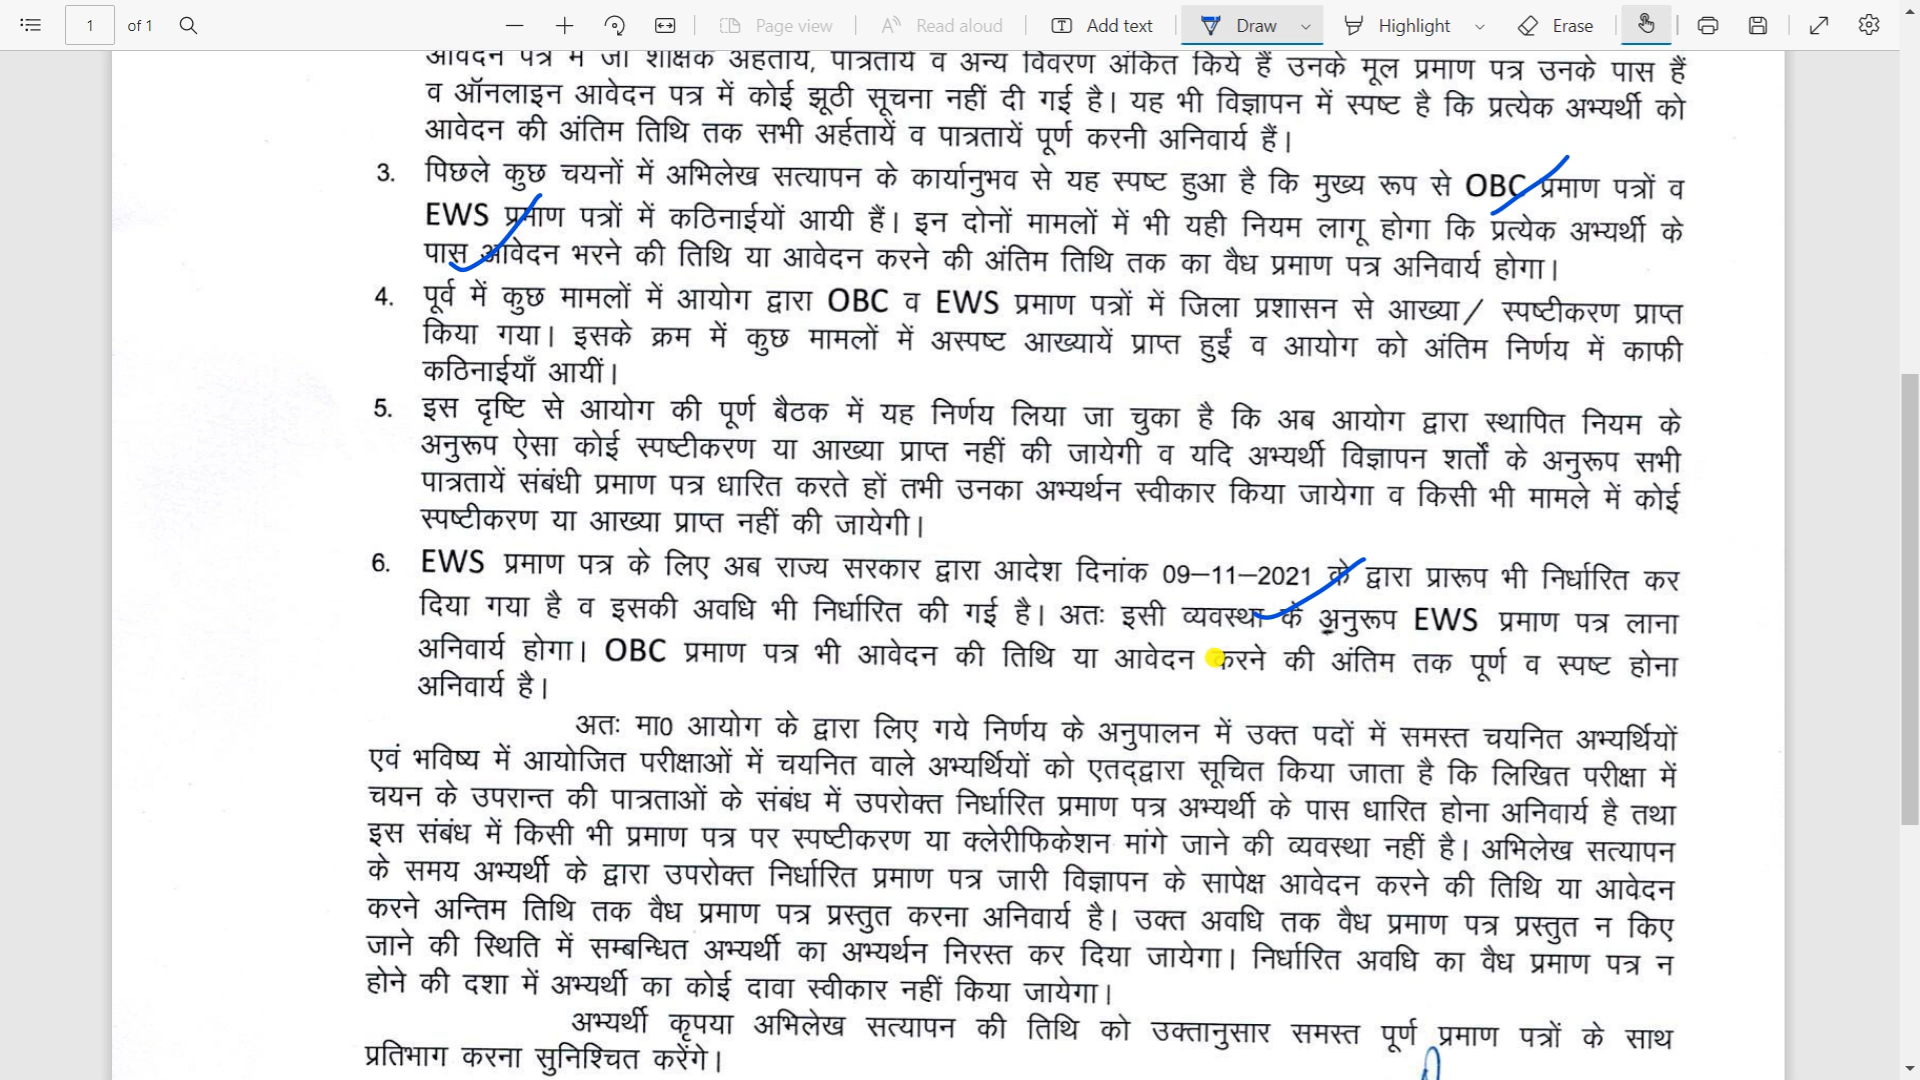 1 of 1 Page view Read aloud Add text Draw Highlight Erase
आवेदन पत्र में जो शैक्षिक अर्हतायें, पात्रतायें व अन्य विवरण अंकित किये हैं उनके मूल प्रमाण पत्र उनके पास हैं
व ऑनलाइन आवेदन पत्र में कोई झूठी सूचना नहीं दी गई है। यह भी विज्ञापन में स्पष्ट है कि प्रत्येक अभ्यर्थी को
आवेदन की अंतिम तिथि तक सभी अर्हतायें व पात्रतायें पूर्ण करनी अनिवार्य हैं।
3. पिछले कुछ चयनों में अभिलेख सत्यापन के कार्यानुभव से यह स्पष्ट हुआ है कि मुख्य रूप से OBC प्रमाण पत्रों व
EWS प्रमाण पत्रों में कठिनाईयों आयी हैं। इन दोनों मामलों में भी यही नियम लागू होगा कि प्रत्येक अभ्यर्थी के
पास आवेदन भरने की तिथि या आवेदन करने की अंतिम तिथि तक का वैध प्रमाण पत्र अनिवार्य होगा।
4. पूर्व में कुछ मामलों में आयोग द्वारा OBC व EWS प्रमाण पत्रों में जिला प्रशासन से आख्या/ स्पष्टीकरण प्राप्त
किया गया। इसके क्रम में कुछ मामलों में अस्पष्ट आख्यायें प्राप्त हुईं व आयोग को अंतिम निर्णय में काफी
कठिनाईयाँ आयीं।
5. इस दृष्टि से आयोग की पूर्ण बैठक में यह निर्णय लिया जा चुका है कि अब आयोग द्वारा स्थापित नियम के
अनुरूप ऐसा कोई स्पष्टीकरण या आख्या प्राप्त नहीं की जायेगी व यदि अभ्यर्थी विज्ञापन शर्तों के अनुरूप सभी
पात्रतायें संबंधी प्रमाण पत्र धारित करते हों तभी उनका अभ्यर्थन स्वीकार किया जायेगा व किसी भी मामले में कोई
स्पष्टीकरण या आख्या प्राप्त नहीं की जायेगी।
6. EWS प्रमाण पत्र के लिए अब राज्य सरकार द्वारा आदेश दिनांक 09–11–2021 के द्वारा प्रारूप भी निर्धारित कर
दिया गया है व इसकी अवधि भी निर्धारित की गई है। अतः इसी व्यवस्था के अनुरूप EWS प्रमाण पत्र लाना
अनिवार्य होगा। OBC प्रमाण पत्र भी आवेदन की तिथि या आवेदन करने की अंतिम तक पूर्ण व स्पष्ट होना
अनिवार्य है।
अतः मा0 आयोग के द्वारा लिए गये निर्णय के अनुपालन में उक्त पदों में समस्त चयनित अभ्यर्थियों
एवं भविष्य में आयोजित परीक्षाओं में चयनित वाले अभ्यर्थियों को एतद्द्वारा सूचित किया जाता है कि लिखित परीक्षा में
चयन के उपरान्त की पात्रताओं के संबंध में उपरोक्त निर्धारित प्रमाण पत्र अभ्यर्थी के पास धारित होना अनिवार्य है तथा
इस संबंध में किसी भी प्रमाण पत्र पर स्पष्टीकरण या क्लेरीफिकेशन मांगे जाने की व्यवस्था नहीं है। अभिलेख सत्यापन
के समय अभ्यर्थी के द्वारा उपरोक्त निर्धारित प्रमाण पत्र जारी विज्ञापन के सापेक्ष आवेदन करने की तिथि या आवेदन
करने अन्तिम तिथि तक वैध प्रमाण पत्र प्रस्तुत करना अनिवार्य है। उक्त अवधि तक वैध प्रमाण पत्र प्रस्तुत न किए
जाने की स्थिति में सम्बन्धित अभ्यर्थी का अभ्यर्थन निरस्त कर दिया जायेगा। निर्धारित अवधि का वैध प्रमाण पत्र न
होने की दशा में अभ्यर्थी का कोई दावा स्वीकार नहीं किया जायेगा।
अभ्यर्थी कृपया अभिलेख सत्यापन की तिथि को उक्तानुसार समस्त पूर्ण प्रमाण पत्रों के साथ
प्रतिभाग करना सुनिश्चित करेंगे।